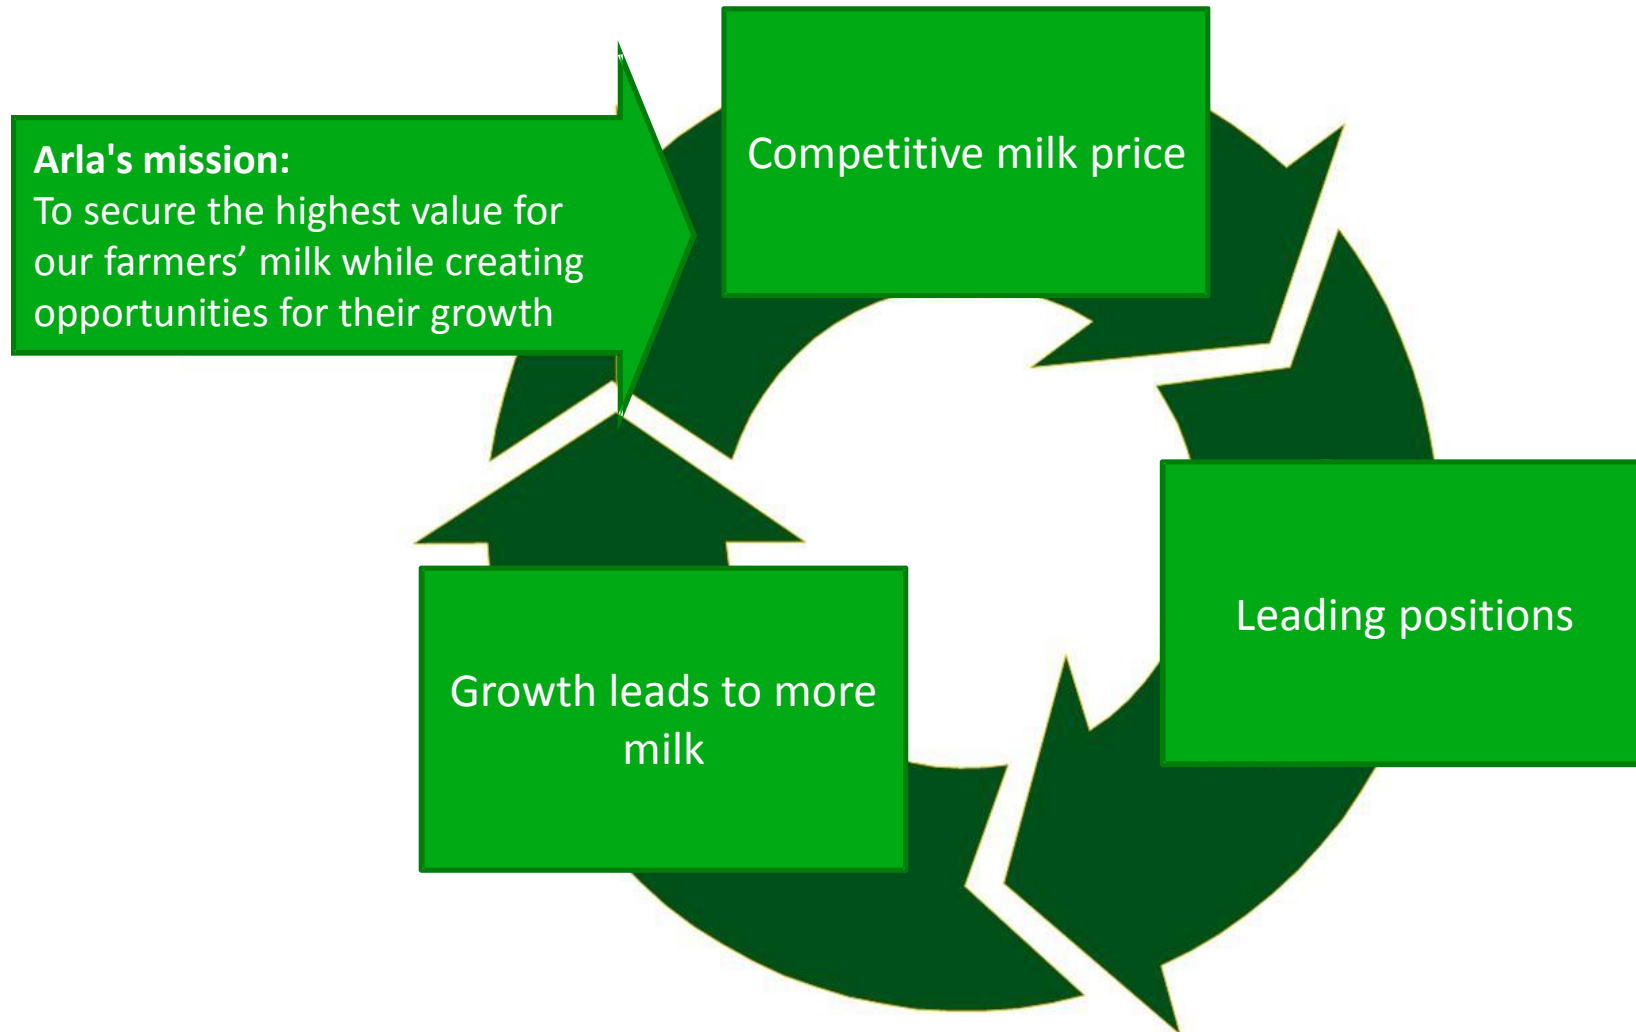 Arla's mission:
To secure the highest value for
our farmers’ milk while creating
opportunities for their growth
Competitive milk price
Leading positions
Growth leads to more
milk